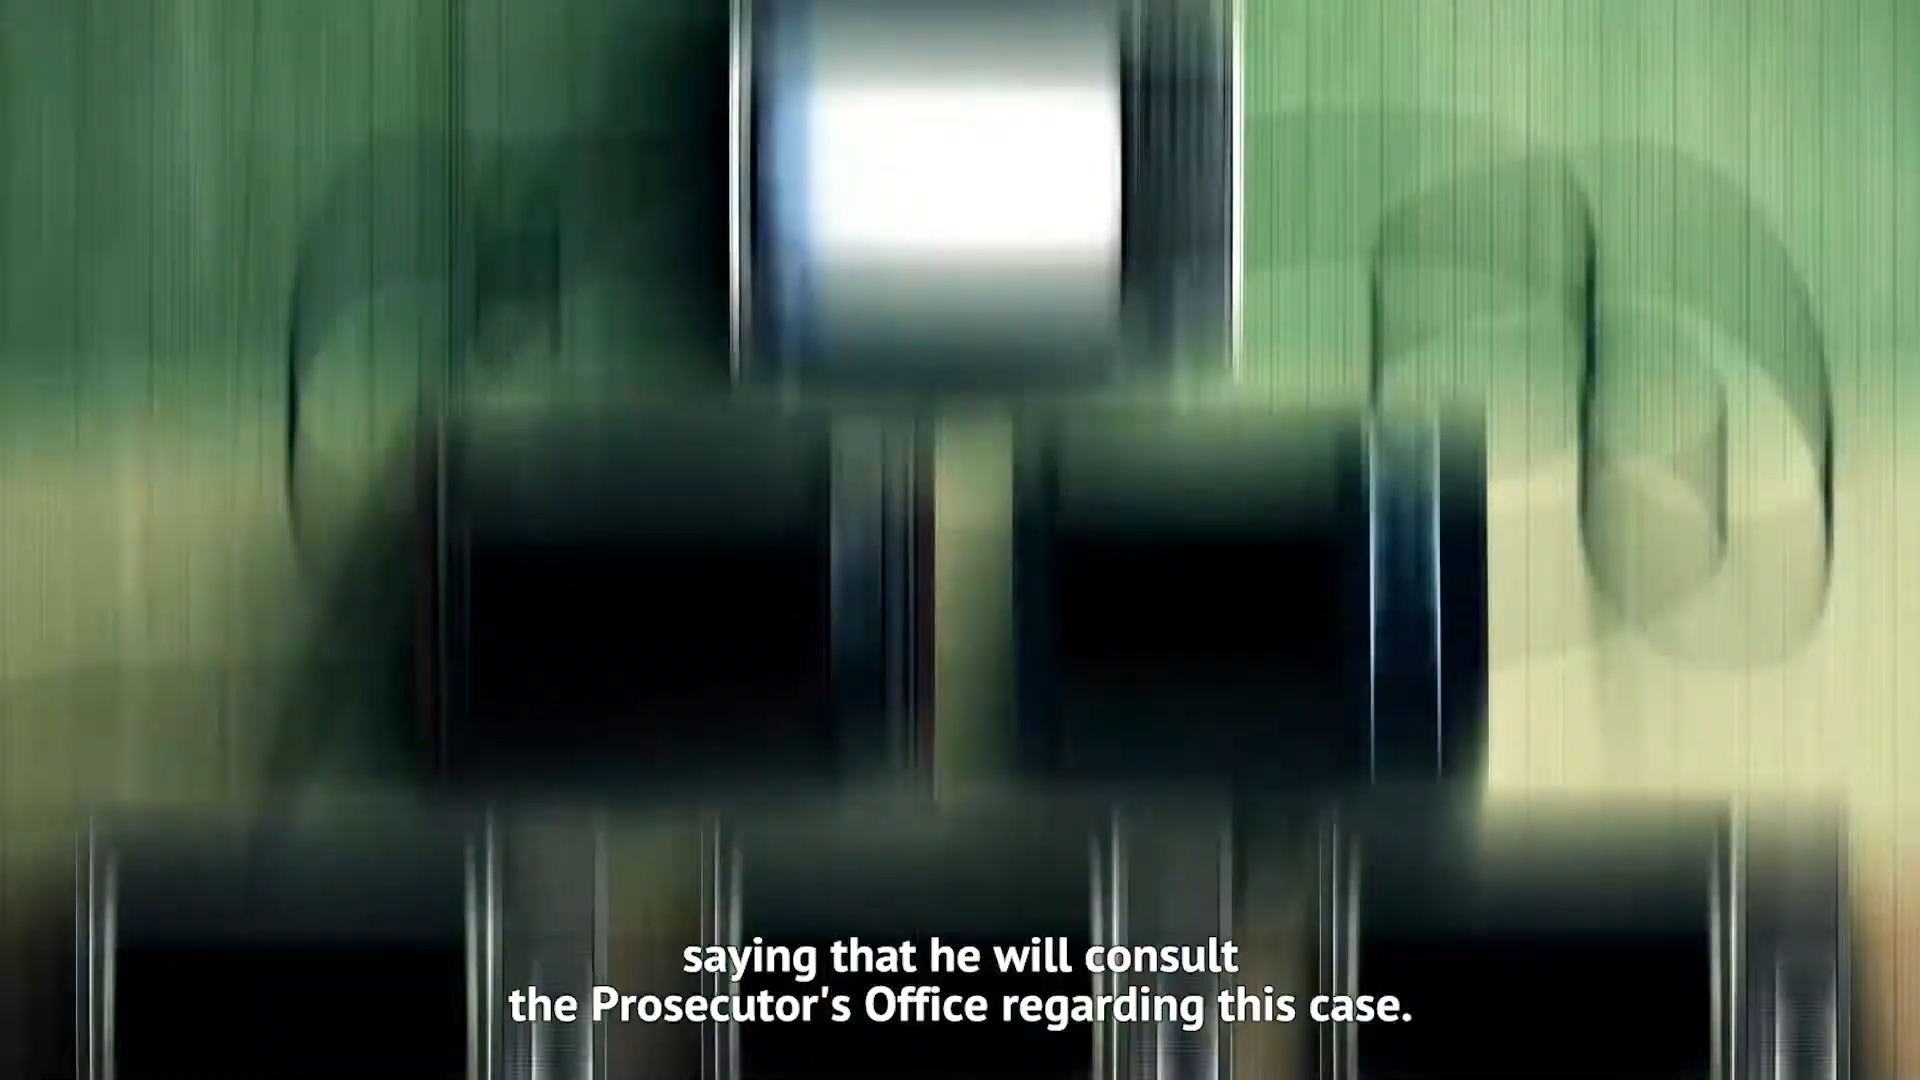 saying that he will consult
the Prosecutor's Office regarding this case.